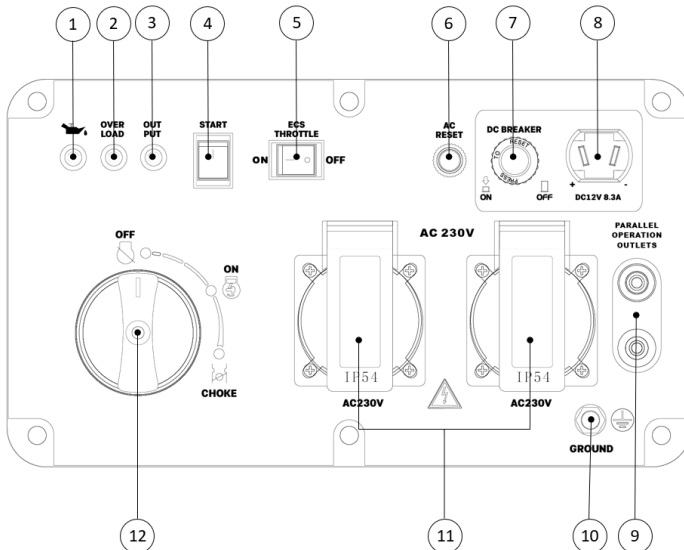 1
2
3
4
5
6
7
8
OVER
LOAD
OUT
PUT
START
ECS
THROTTLE
ON
OFF
AC
RESET
DC BREAKER
PRESS TO RESET
ON
OFF
+
-
DC12V 8.3A
AC 230V
PARALLEL
OPERATION
OUTLETS
OFF
ON
CHOKE
IP54
IP54
AC230V
AC230V
GROUND
12
11
10
9